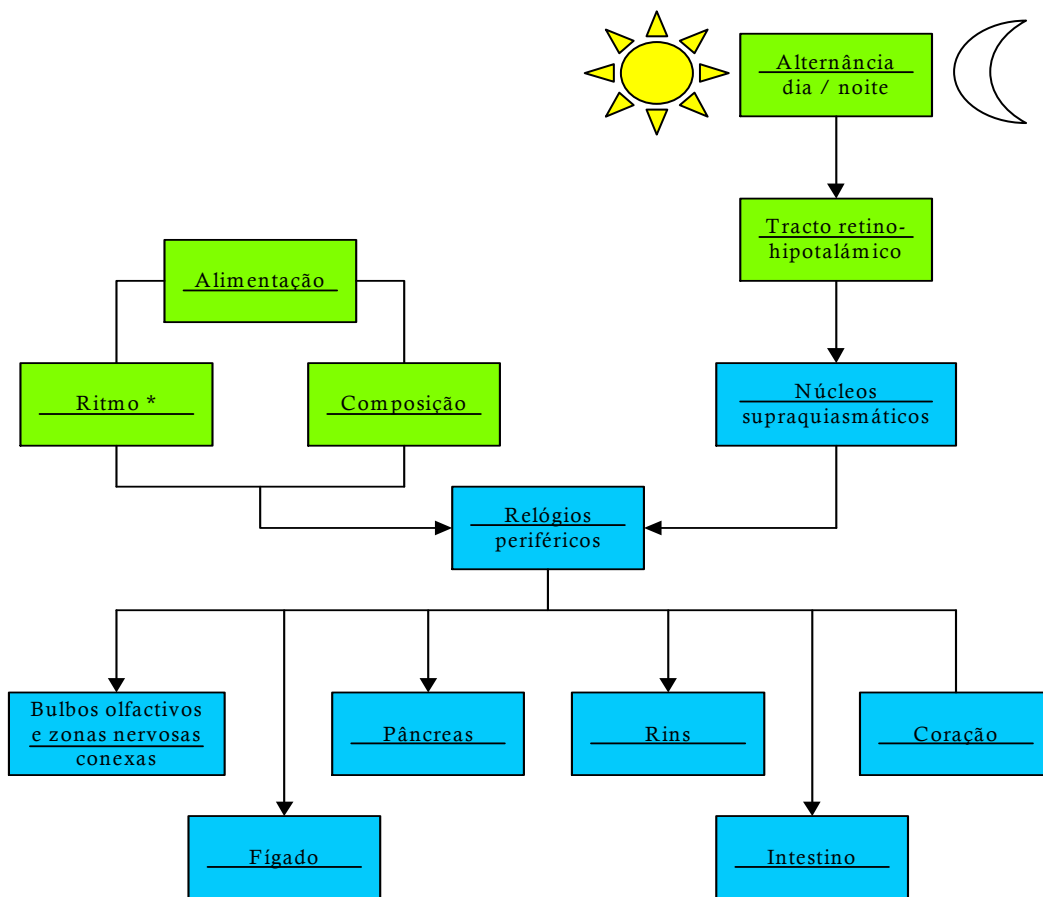 Alternância
dia / noite
Tracto retino-
hipotalámico
Alimentação
Ritmo *
Composição
Núcleos
supraquiasmáticos
Relógios
periféricos
Bulbos olfactivos
e zonas nervosas
conexas
Pâncreas
Rins
Coração
Fígado
Intestino